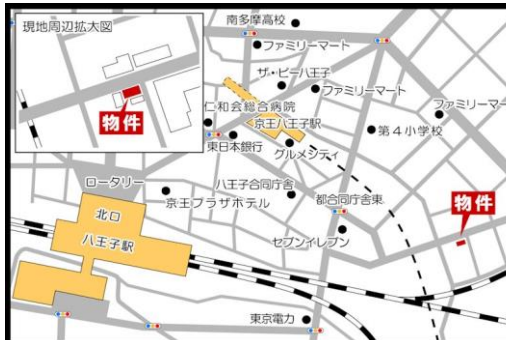 現地周辺拡大図
物件
南多摩高校
ファミリーマート
ザ・ビー八王子
ファミリーマート
ファミリーマー
仁和会総合病院
京王八王子駅
東日本銀行
グルメシティ
第4小学校
ロータリー
八王子合同庁舎
京王プラザホテル
都合同庁舎東
物件
北口
八王子駅
セブンイレブン
東京電力